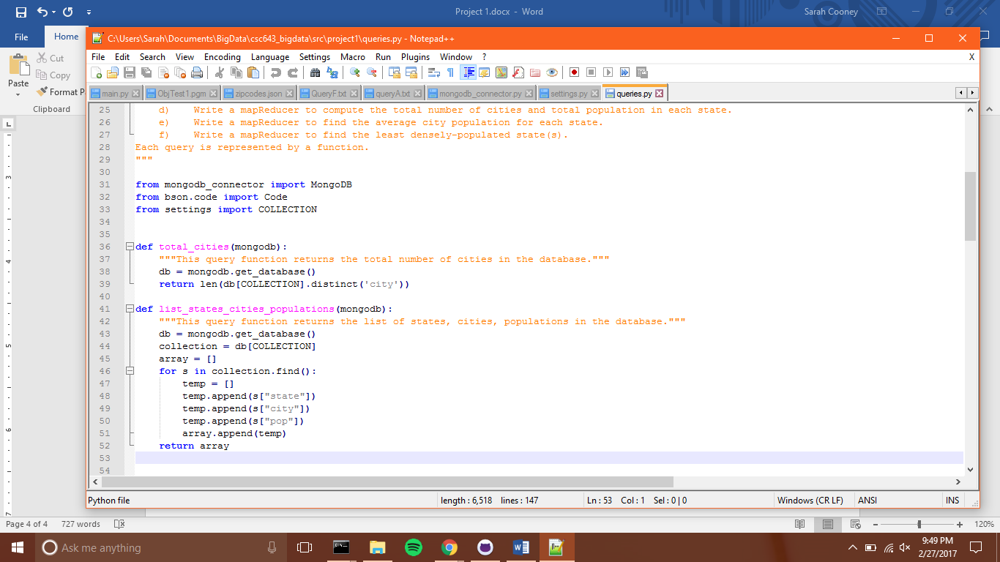 Project 1.docx - Word
Sarah Cooney
File
Home
Cut
Copy
Format P
Paste
Clipboard
C:\Users\Sarah\Documents\BigData\csc643_bigdata\src\project1\queries.py - Notepad++
File Edit Search View Encoding Language Settings Macro Run Plugins Window ? X
main.py ObjTest1.pgm zipcodes.json QueryF.txt queryA.txt mongodb_connector.py settings.py queries.py
25 d) Write a mapReducer to compute the total number of cities and total population in each state.
26 e) Write a mapReducer to find the average city population for each state.
27 f) Write a mapReducer to find the least densely-populated state(s).
28 Each query is represented by a function.
29 """
30
31 from mongodb_connector import MongoDB
32 from bson.code import Code
33 from settings import COLLECTION
34
35
36 def total_cities(mongodb):
37 """This query function returns the total number of cities in the database."""
38 db = mongodb.get_database()
39 return len(db[COLLECTION].distinct('city'))
40
41 def list_states_cities_populations(mongodb):
42 """This query function returns the list of states, cities, populations in the database."""
43 db = mongodb.get_database()
44 collection = db[COLLECTION]
45 array = []
46 for s in collection.find():
47 temp = []
48 temp.append(s["state"])
49 temp.append(s["city"])
50 temp.append(s["pop"])
51 array.append(temp)
52 return array
53
54
Python file length : 6,518 lines : 147 Ln : 53 Col : 1 Sel : 0 | 0 Windows (CR LF) ANSI INS
L
3
4
5
6
7
Page 4 of 4 727 words 120%
Ask me anything
9:49 PM
2/27/2017